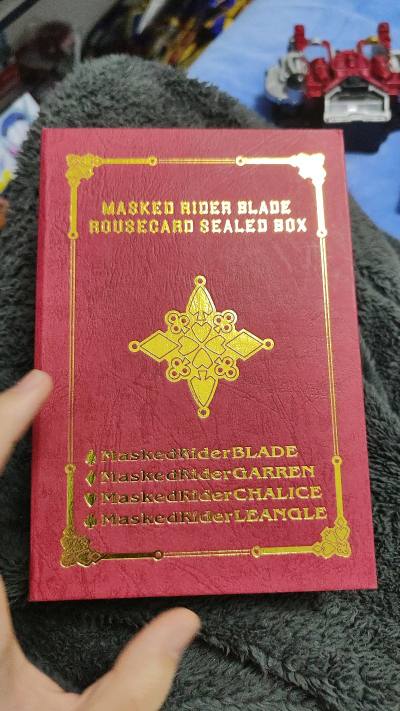 MASKED RIDER BLADE
ROUSECARD SEALED BOX
MaskedRiderBLADE
MaskedRiderGARREN
MaskedRiderCHALICE
MaskedRiderLEANGLE